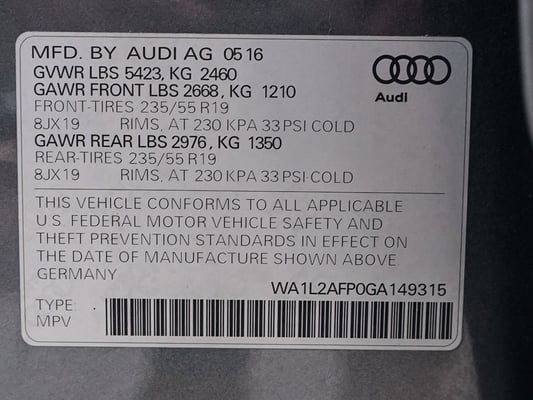 MFD. BY AUDI AG 05 16
GVWR LBS 5423, KG 2460
GAWR FRONT LBS 2668, KG 1210
FRONT-TIRES 235/55 R19
8JX19 RIMS, AT 230 KPA 33 PSI COLD
GAWR REAR LBS 2976, KG 1350
REAR-TIRES 235/55 R19
8JX19 RIMS, AT 230 KPA 33 PSI COLD
Audi
THIS VEHICLE CONFORMS TO ALL APPLICABLE
U.S. FEDERAL MOTOR VEHICLE SAFETY AND
THEFT PREVENTION STANDARDS IN EFFECT ON
THE DATE OF MANUFACTURE SHOWN ABOVE
GERMANY
WA1L2AFP0GA149315
TYPE:
MPV